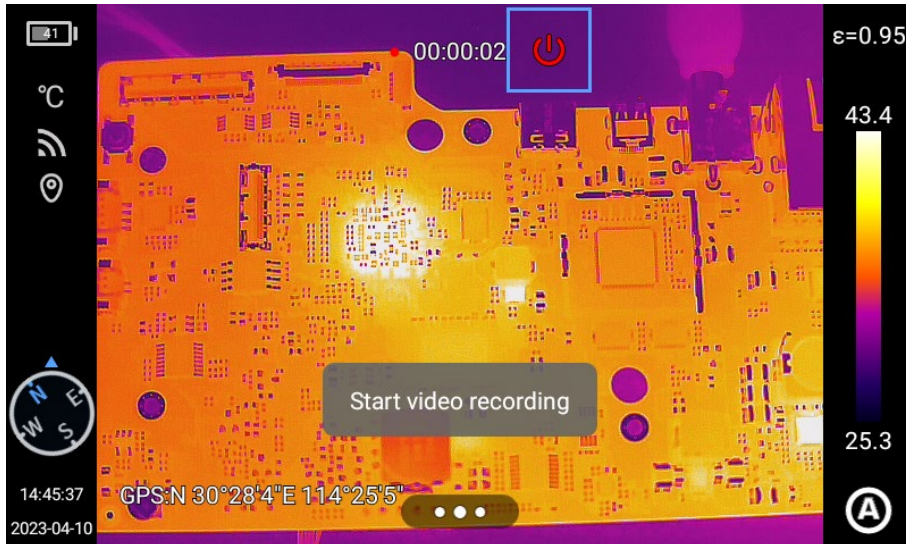 41
00:00:02
ε=0.95
°C
43.4
N
E
W
S
Start video recording
25.3
14:45:37
GPS:N 30°28'4"E 114°25'5"
2023-04-10
A